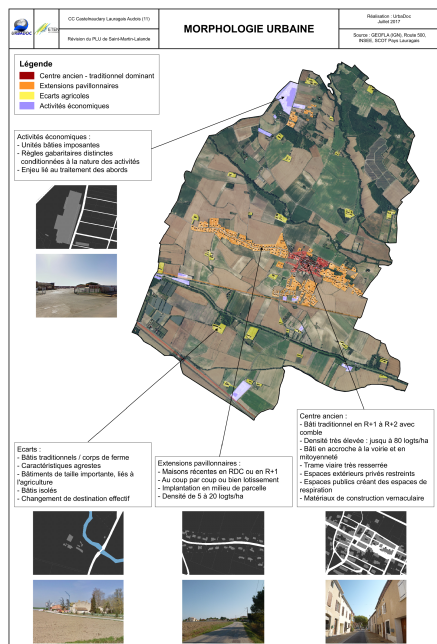 URBADOC
CC Castelnaudary Lauragais Audois (11)
Révision du PLU de Saint-Martin-Lalande
MORPHOLOGIE URBAINE
Réalisation : UrbaDoc
Juillet 2017
Source : GEOFLA (IGN), Route 500,
INSEE, SCOT Pays Lauragais
Légende
Centre ancien - traditionnel dominant
Extensions pavillonnaires
Ecarts agricoles
Activités économiques
Activités économiques :
- Unités bâties imposantes
- Règles gabaritaires distinctes
conditionnées à la nature des activités
- Enjeu lié au traitement des abords
Ecarts :
- Bâtis traditionnels / corps de ferme
- Caractéristiques agrestes
- Bâtiments de taille importante, liés à
l'agriculture
- Bâtis isolés
- Changement de destination effectif
Extensions pavillonnaires :
- Maisons récentes en RDC ou en R+1
- Au coup par coup ou bien lotissement
- Implantation en milieu de parcelle
- Densité de 5 à 20 logts/ha
Centre ancien :
- Bâti traditionnel en R+1 à R+2 avec
comble
- Densité très élevée : jusqu à 80 logts/ha
- Bâti en accroche à la voirie et en
mitoyenneté
- Trame viaire très resserrée
- Espaces extérieurs privés restreints
- Espaces publics créant des espaces de
respiration
- Matériaux de construction vernaculaire